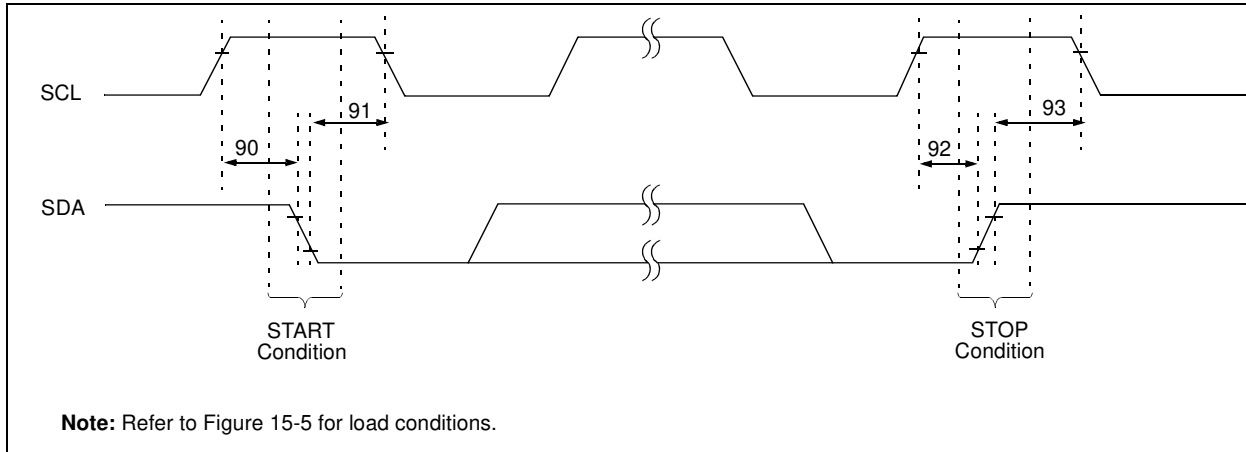 SCL
91
93
90
92
SDA
START
Condition
STOP
Condition
Note: Refer to Figure 15-5 for load conditions.